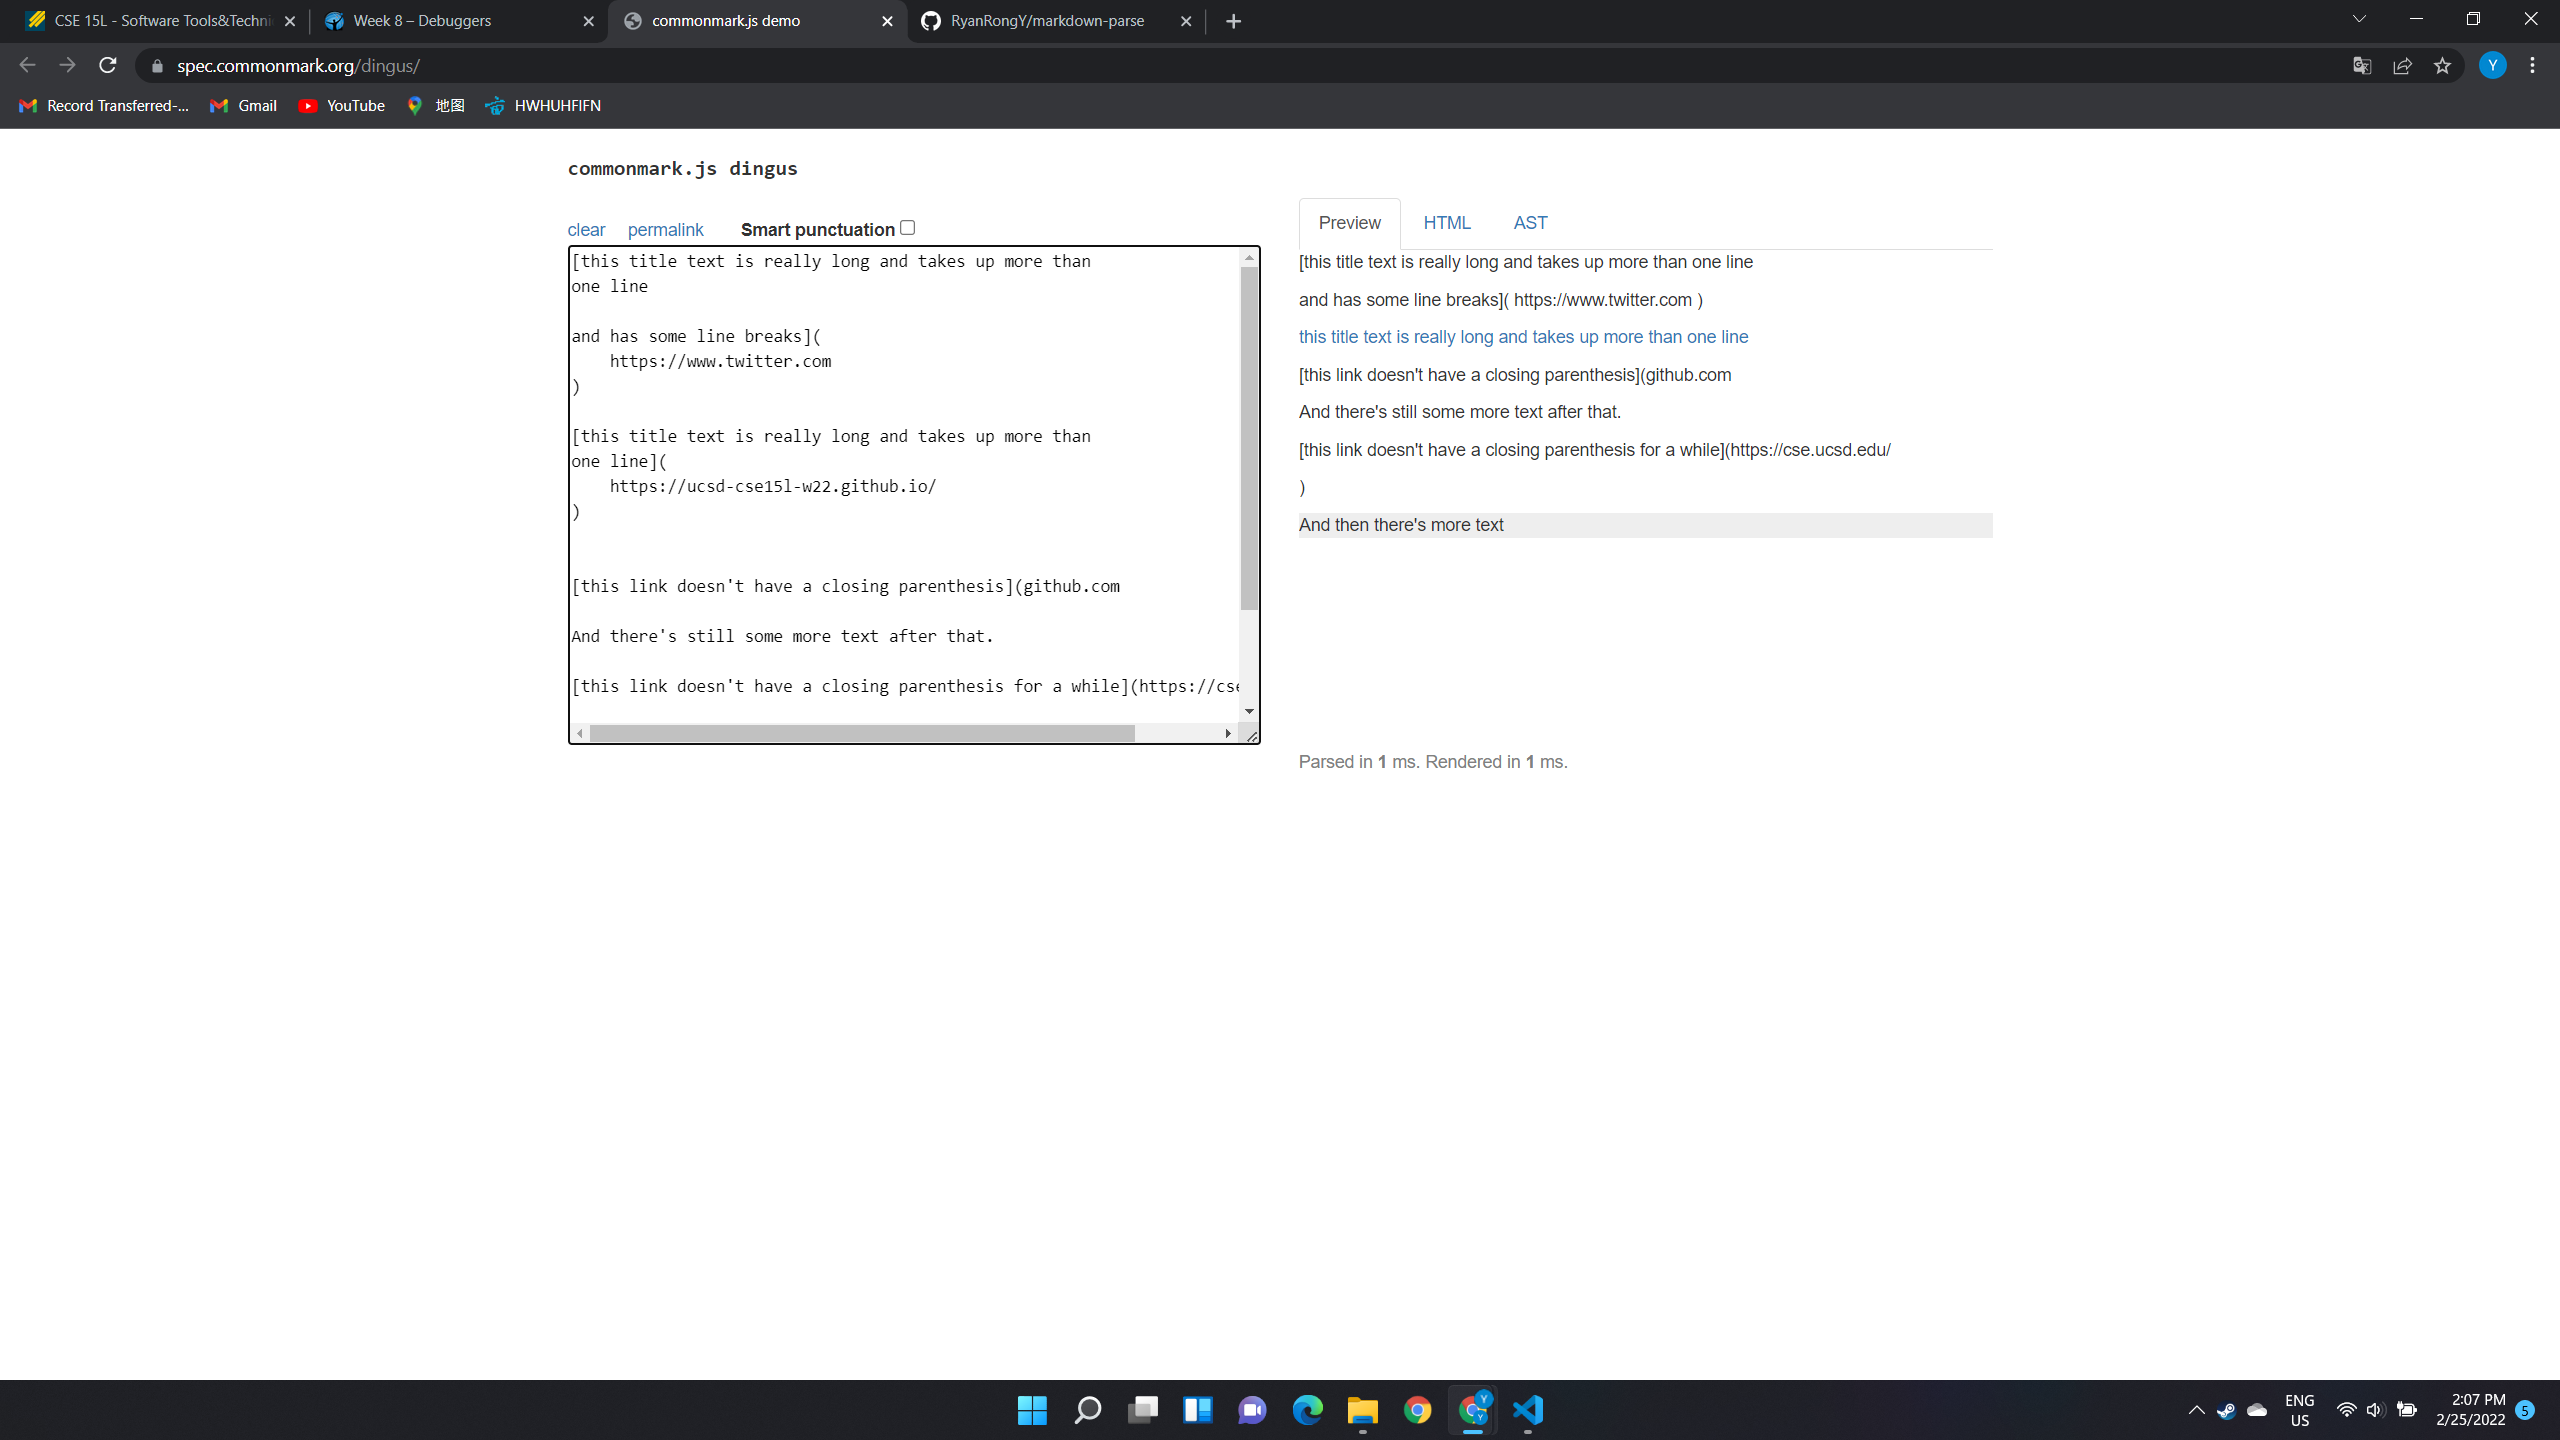 CSE 15L - Software Tools&Techni
Week 8 – Debuggers
commonmark.js demo
RyanRongY/markdown-parse
spec.commonmark.org/dingus/
Y
Record Transferred-...
Gmail
YouTube
地图
HWHUHFIFN
commonmark.js dingus
clear permalink Smart punctuation
[this title text is really long and takes up more than
one line
and has some line breaks](
https://www.twitter.com
)
[this title text is really long and takes up more than
one line](
https://ucsd-cse15l-w22.github.io/
)
[this link doesn't have a closing parenthesis](github.com
And there's still some more text after that.
[this link doesn't have a closing parenthesis for a while](https://cse
Preview HTML AST
[this title text is really long and takes up more than one line
and has some line breaks]( https://www.twitter.com )
this title text is really long and takes up more than one line
[this link doesn't have a closing parenthesis](github.com
And there's still some more text after that.
[this link doesn't have a closing parenthesis for a while](https://cse.ucsd.edu/
)
And then there's more text
Parsed in 1 ms. Rendered in 1 ms.
Y
Y
ENG
US
2:07 PM
2/25/2022
5